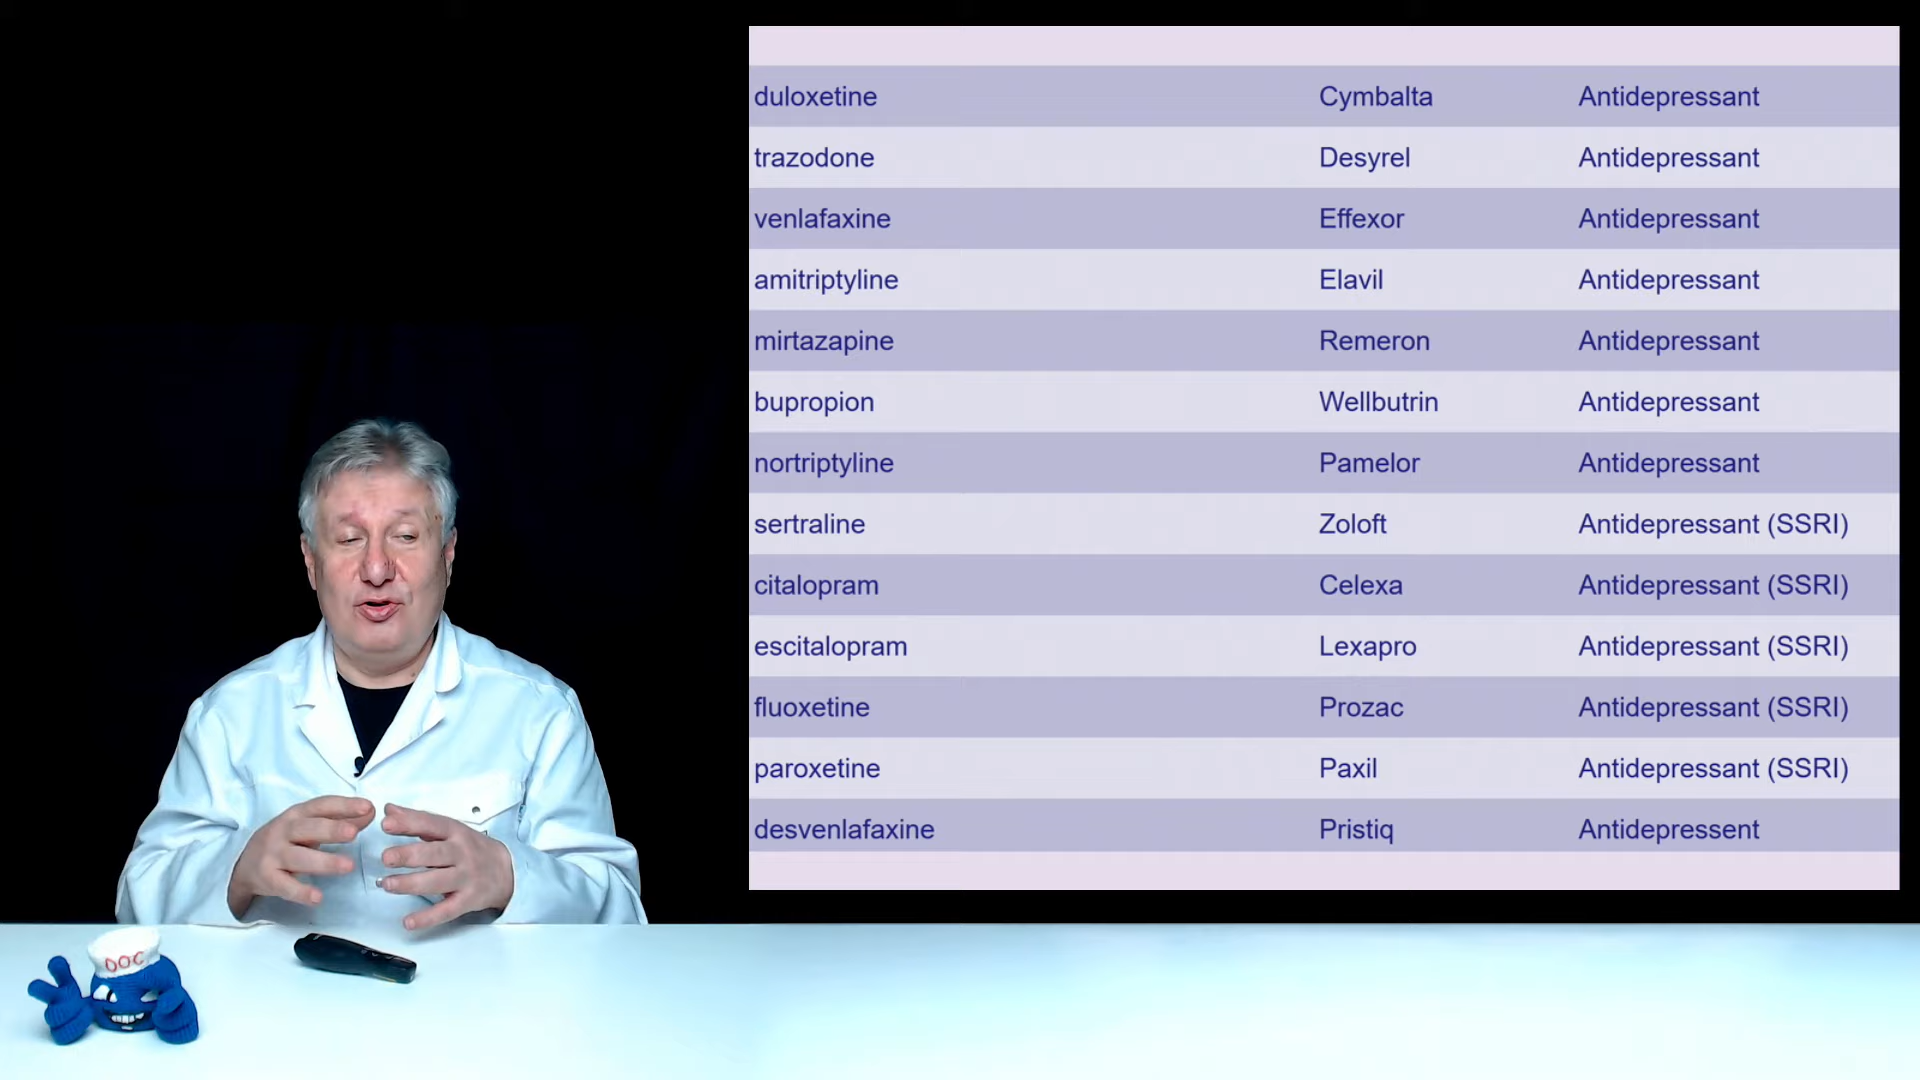 duloxetine Cymbalta Antidepressant
trazodone Desyrel Antidepressant
venlafaxine Effexor Antidepressant
amitriptyline Elavil Antidepressant
mirtazapine Remeron Antidepressant
bupropion Wellbutrin Antidepressant
nortriptyline Pamelor Antidepressant
sertraline Zoloft Antidepressant (SSRI)
citalopram Celexa Antidepressant (SSRI)
escitalopram Lexapro Antidepressant (SSRI)
fluoxetine Prozac Antidepressant (SSRI)
paroxetine Paxil Antidepressant (SSRI)
desvenlafaxine Pristiq Antidepressent
DOC